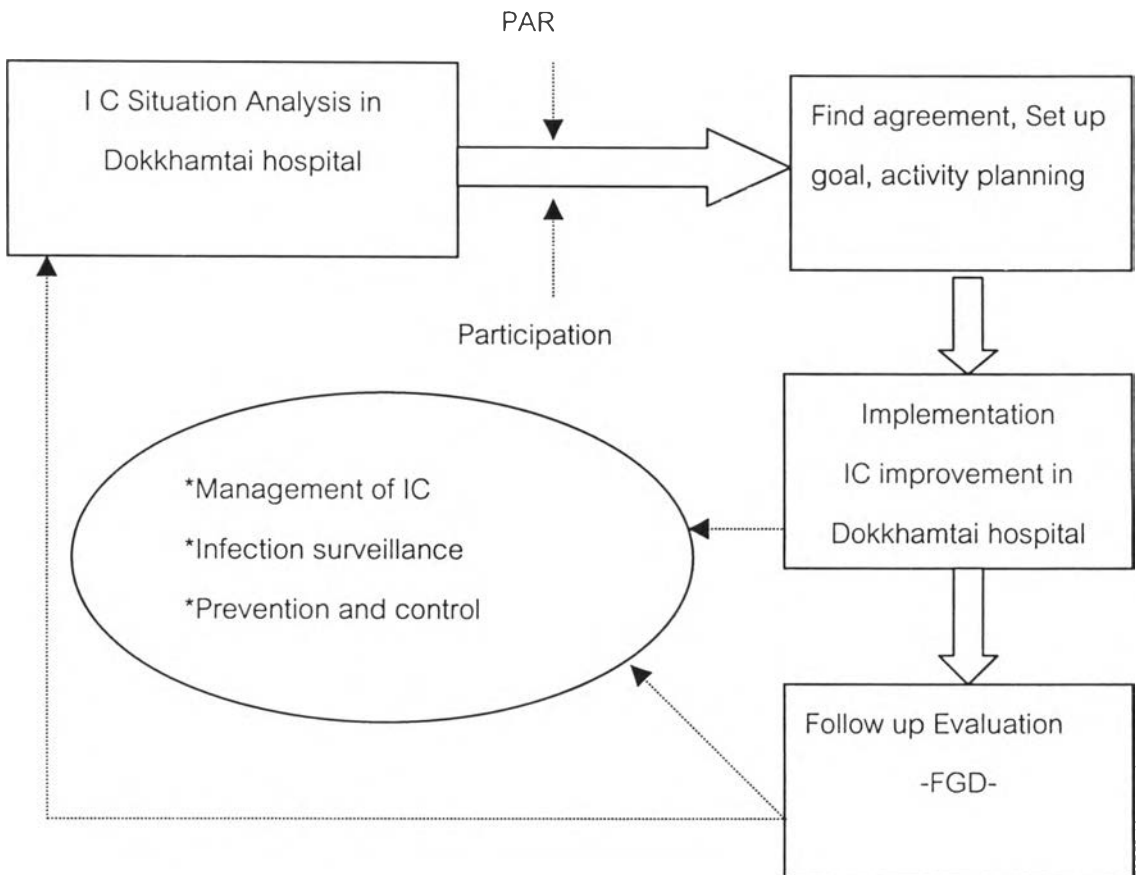 PAR
I C Situation Analysis in
Dokkhamtai hospital
Find agreement, Set up
goal, activity planning
Participation
Implementation
IC improvement in
Dokkhamtai hospital
*Management of IC
*Infection surveillance
*Prevention and control
Follow up Evaluation
-FGD-